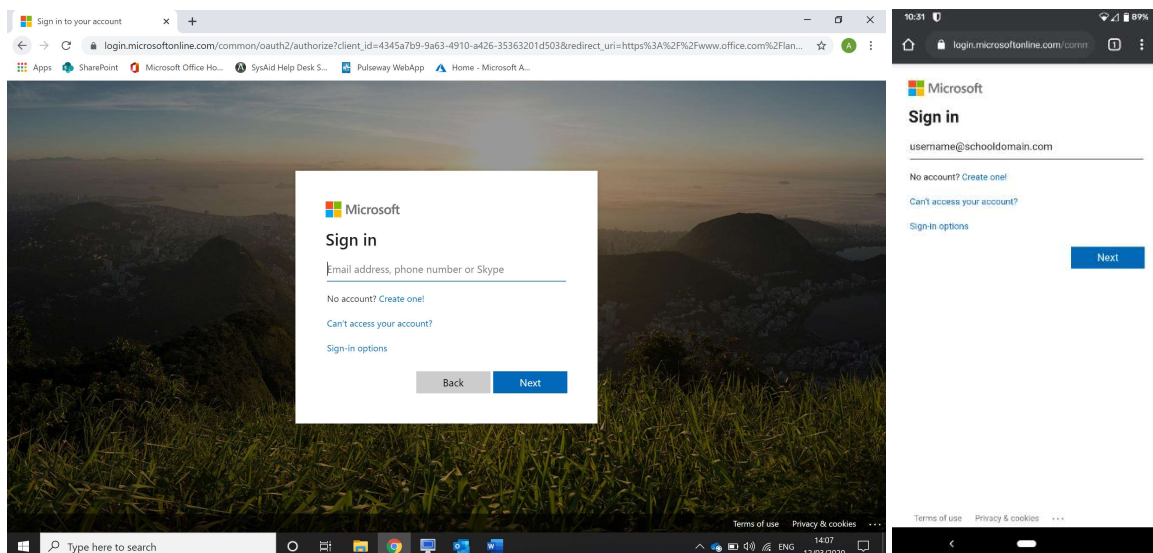 Sign in to your account
login.microsoftonline.com/common/oauth2/authorize?client_id=4345a7b9-9a63-4910-a426-35363201d503&redirect_uri=https%3A%2F%2Fwww.office.com%2Flan...
A
Apps SharePoint Microsoft Office Ho... SysAid Help Desk S... Pulseway WebApp Home - Microsoft A...
Microsoft
Sign in
Email address, phone number or Skype
No account? Create one!
Can't access your account?
Sign-in options
Back Next
Terms of use Privacy & cookies ...
Type here to search
ENG
14:07
12/03/2020
10:31 89%
login.microsoftonline.com/comm 1
Microsoft
Sign in
username@schooldomain.com
No account? Create one!
Can't access your account?
Sign-in options
Next
Terms of use Privacy & cookies ...